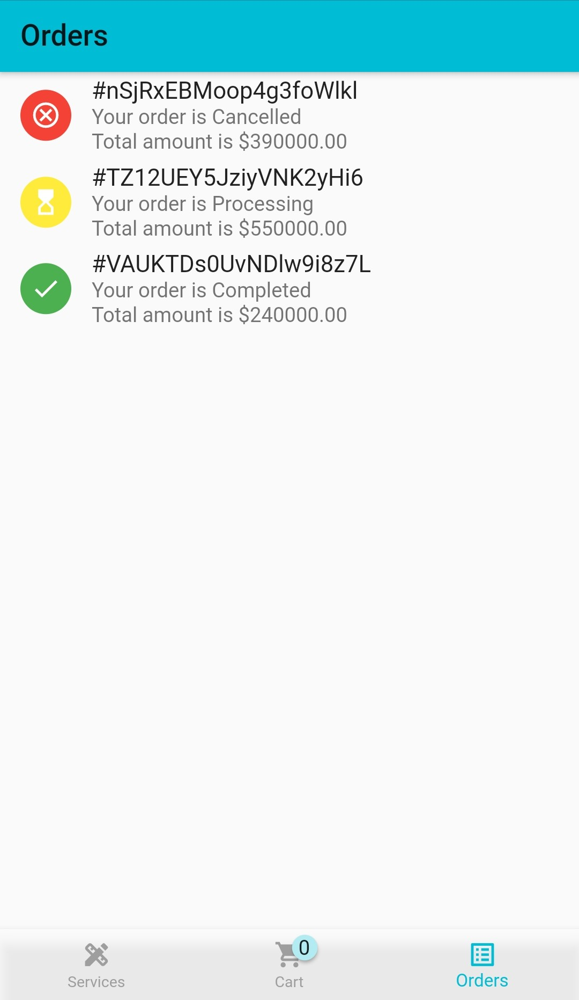 Orders
#nSjRxEBMoop4g3foWlkl
Your order is Cancelled
Total amount is $390000.00
#TZ12UEY5JziyVNK2yHi6
Your order is Processing
Total amount is $550000.00
#VAUKTDs0UvNDlw9i8z7L
Your order is Completed
Total amount is $240000.00
0
Services
Cart
Orders